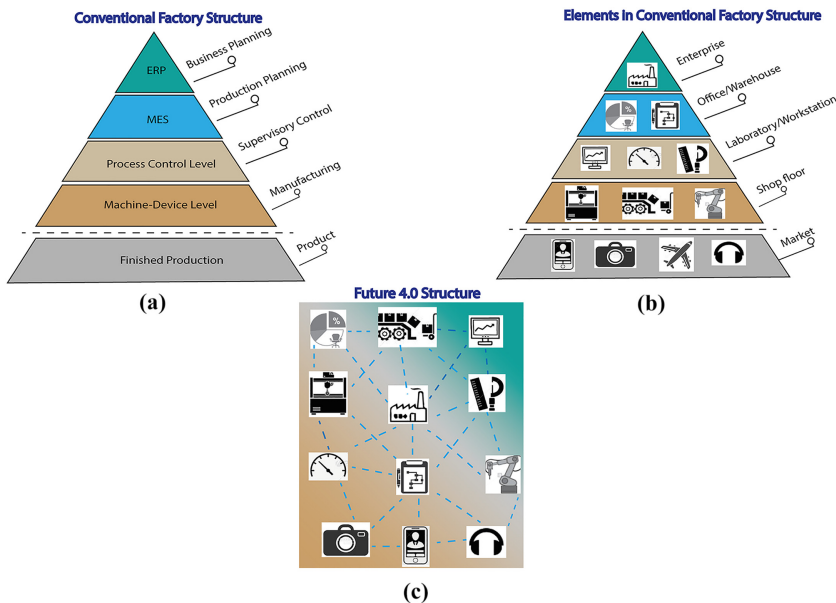 Conventional Factory Structure
ERP
Business Planning
MES
Production Planning
Process Control Level
Supervisory Control
Machine-Device Level
Manufacturing
Finished Production
Product
(a)
Elements in Conventional Factory Structure
Enterprise
%
Office/Warehouse
Laboratory/Workstation
Shop floor
Market
(b)
Future 4.0 Structure
%
(c)